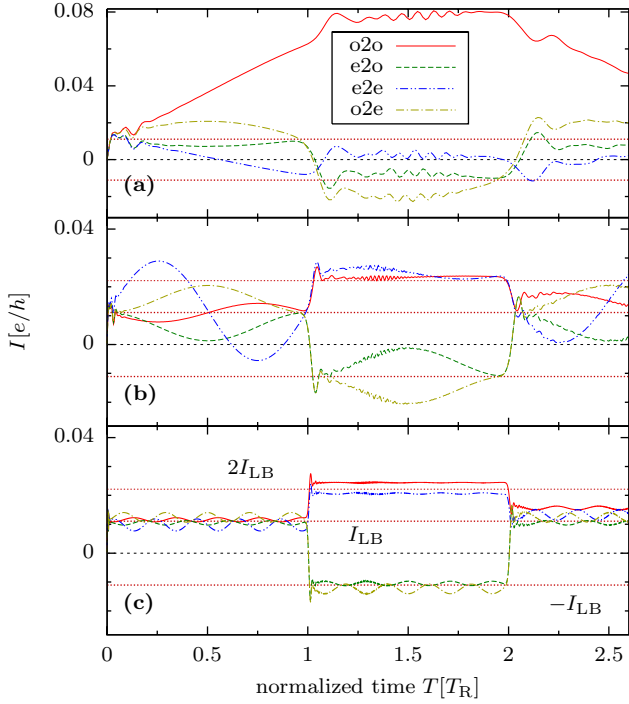 0.08
o2o
e2o
e2e
o2e
0.04
0
(a)
0.04
0
(b)
I [e/h]
0.04
2I_LB
I_LB
0
(c)
−I_LB
0 0.5 1 1.5 2 2.5
normalized time T[T_R]